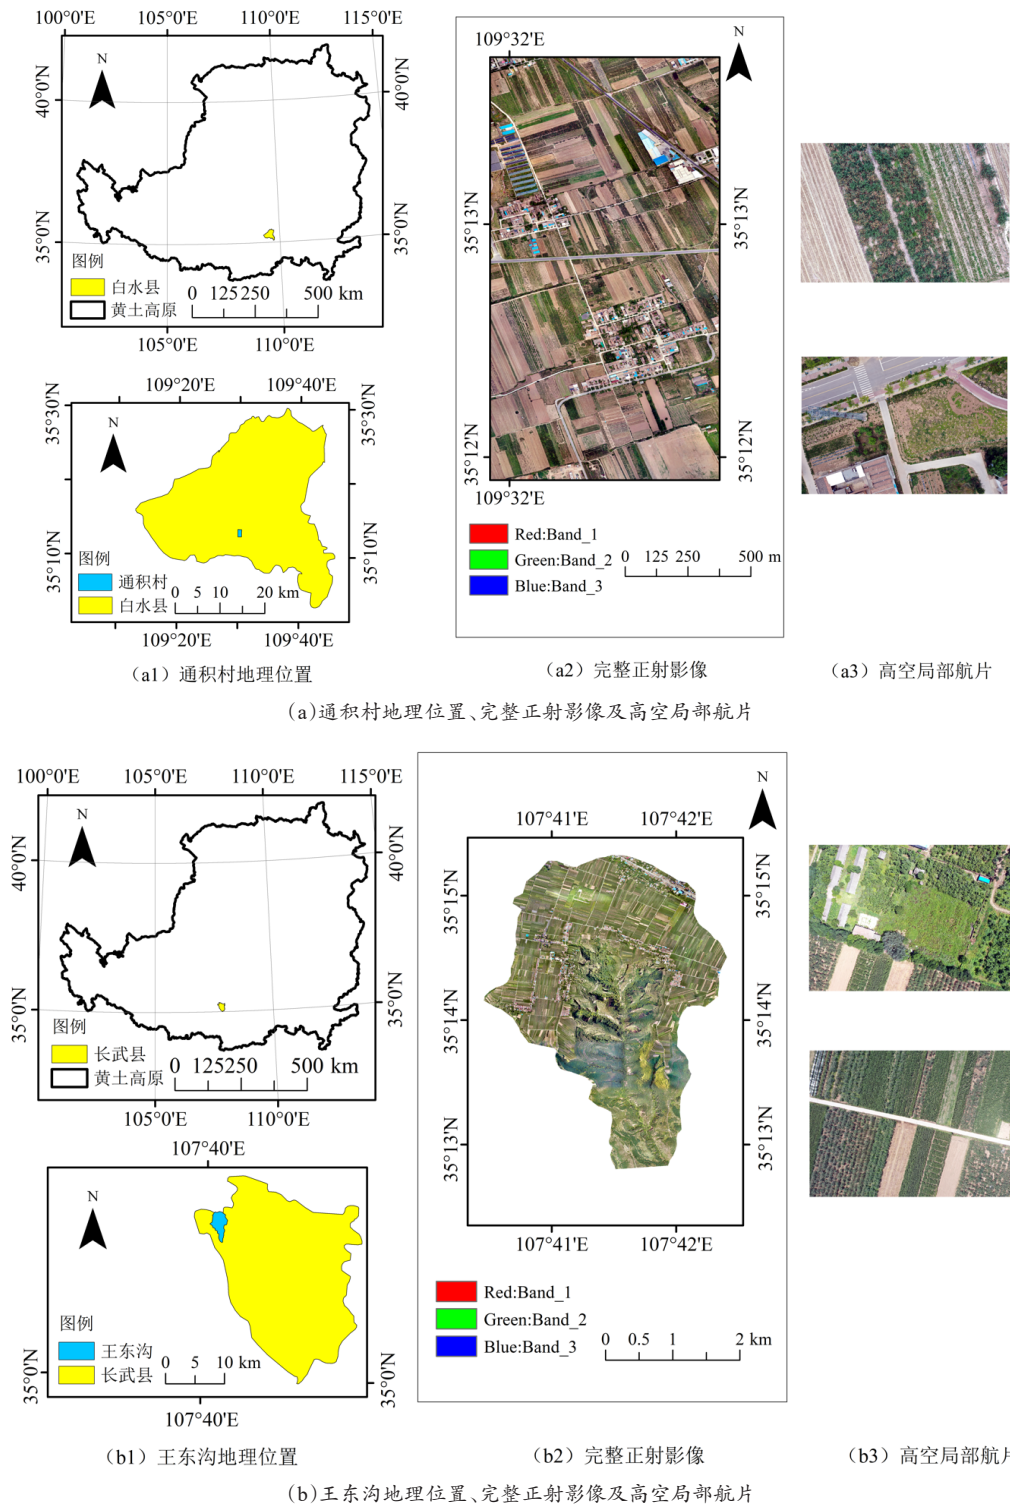 100°0'E 105°0'E 110°0'E 115°0'E
N
40°0'N 40°0'N
35°0'N 35°0'N
图例
白水县
黄土高原
0 125 250 500 km
105°0'E 110°0'E
109°20'E 109°40'E
N
35°30'N 35°30'N
35°10'N 35°10'N
图例
通积村
白水县
0 5 10 20 km
109°20'E 109°40'E
(a1) 通积村地理位置
109°32'E
N
35°13'N 35°13'N
35°12'N 35°12'N
109°32'E
Red:Band_1
Green:Band_2
Blue:Band_3
0 125 250 500 m
(a2) 完整正射影像
(a3) 高空局部航片
(a)通积村地理位置、完整正射影像及高空局部航片
100°0'E 105°0'E 110°0'E 115°0'E
N
40°0'N 40°0'N
35°0'N 35°0'N
图例
长武县
黄土高原
0 125250 500 km
105°0'E 110°0'E
107°40'E
N
图例
王东沟
长武县
0 5 10 km
35°0'N 35°0'N
107°40'E
(b1) 王东沟地理位置
N
107°41'E 107°42'E
35°15'N 35°15'N
35°14'N 35°14'N
35°13'N 35°13'N
107°41'E 107°42'E
Red:Band_1
Green:Band_2
Blue:Band_3
0 0.5 1 2 km
(b2) 完整正射影像
(b3) 高空局部航片
(b)王东沟地理位置、完整正射影像及高空局部航片